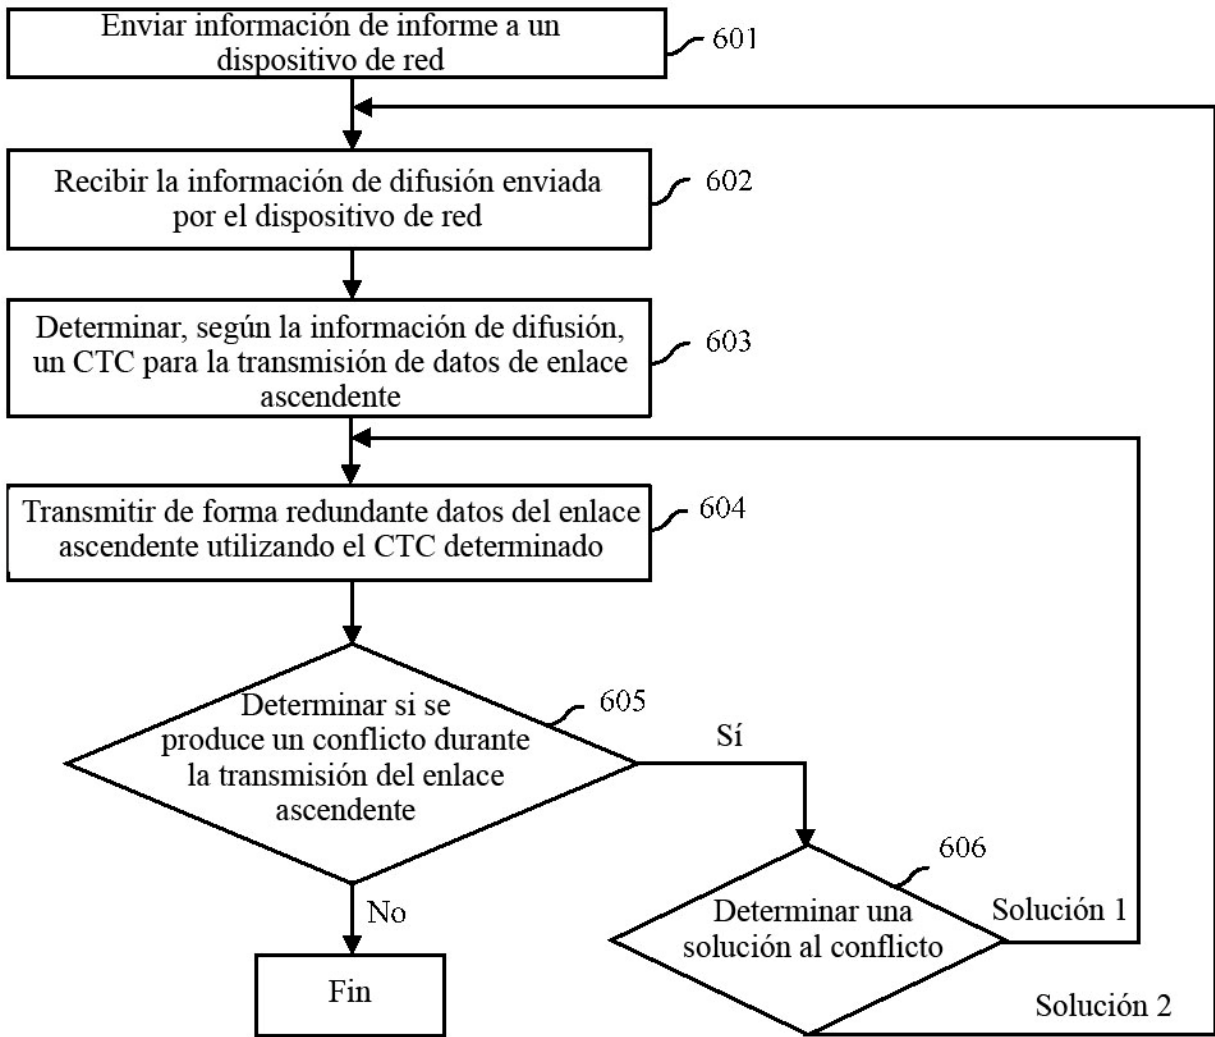 Enviar información de informe a un
dispositivo de red
601
Recibir la información de difusión enviada
por el dispositivo de red
602
Determinar, según la información de difusión,
un CTC para la transmisión de datos de enlace
ascendente
603
Transmitir de forma redundante datos del enlace
ascendente utilizando el CTC determinado
604
Determinar si se
produce un conflicto durante
la transmisión del enlace
ascendente
605
Sí
606
Determinar una
solución al conflicto
Solución 1
No
Fin
Solución 2